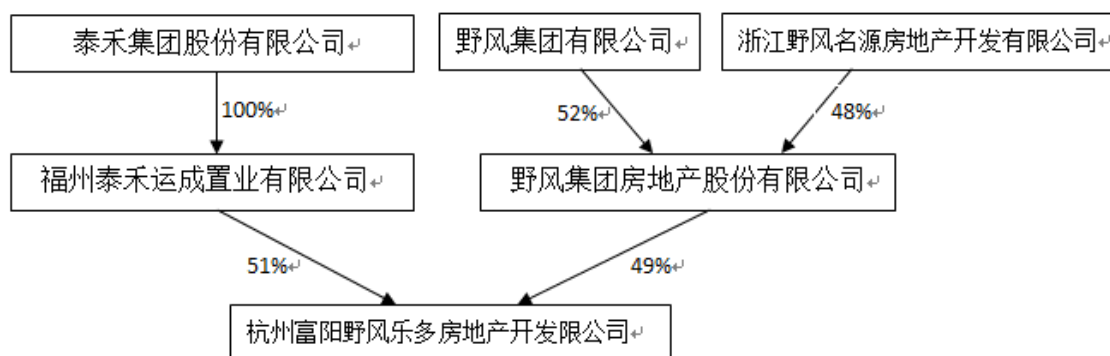 泰禾集团股份有限公司
野风集团有限公司
浙江野风名源房地产开发有限公司
100%
52%
48%
福州泰禾运成置业有限公司
野风集团房地产股份有限公司
51%
49%
杭州富阳野风乐多房地产开发限公司